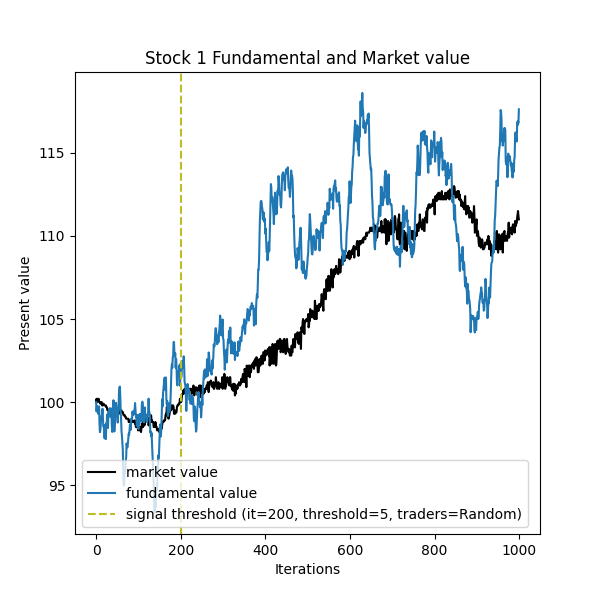 Stock 1 Fundamental and Market value
Present value
115
110
105
100
95
market value
fundamental value
signal threshold (it=200, threshold=5, traders=Random)
0 200 400 600 800 1000
Iterations